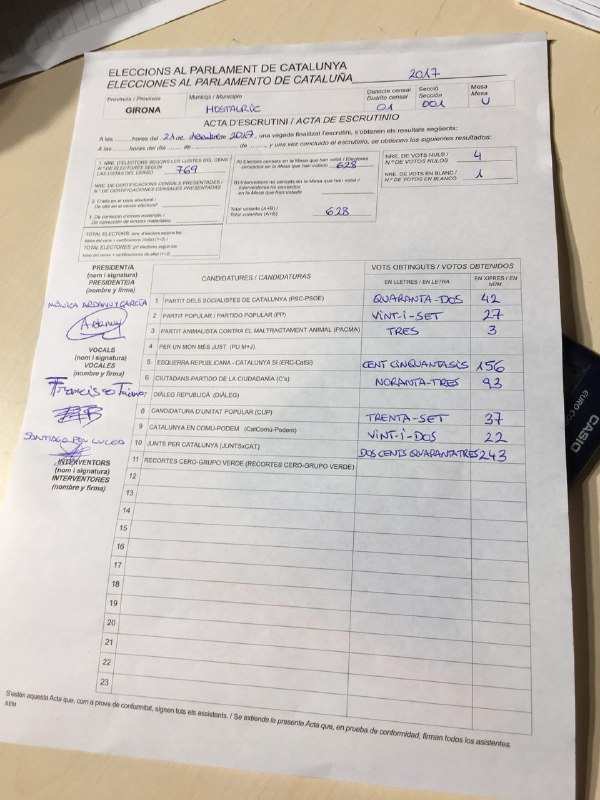 ELECCIONS AL PARLAMENT DE CATALUNYA
ELECCIONES AL PARLAMENTO DE CATALUÑA 2017
Província / Provincia Municipi / Municipio Districte censal Secció Mesa
Distrito censal Sección Mesa
GIRONA HOSTALRIC 01 001 U
ACTA D'ESCRUTINI / ACTA DE ESCRUTINIO
A les ........hores del 21 de desembre 2017, una vegada finalitzat l'escrutini, s'obtenen els resultats següents:
A las ........horas del día ...... de ............ de ............, y una vez concluido el escrutinio, se obtienen los siguientes resultados:
1. NRE. D'ELECTORS SEGONS LES LLISTES DEL CENS /
N.º DE ELECTORES SEGÚN
LAS LISTAS DEL CENSO 769
NRE. DE CERTIFICACIONS CENSALS PRESENTADES /
N.º DE CERTIFICACIONES CENSALES PRESENTADAS
2. D'alta en el cens electoral /
De alta en el censo electoral
3. De correcció d'errors materials /
De corrección de errores materiales
TOTAL ELECTORS
TOTAL ELECTORES
A) Electors censats en la Mesa que han votat / Electores
censados en la Mesa que han votado 628
B) Interventors no censats en la Mesa que han votat /
Interventores no censados
en la Mesa que han votado
Total votants (A+B) /
Total votantes (A+B) 628
NRE. DE VOTS NULS /
N.º DE VOTOS NULOS 4
NRE. DE VOTS EN BLANC /
N.º DE VOTOS EN BLANCO 1
PRESIDENT/A
(nom i signatura)
PRESIDENTE/A
(nombre y firma)
MÒNICA ARDANUY GARCÍA
Ardanuy
VOCALS
(nom i signatura)
VOCALES
(nombre y firma)
SANTIAGO
INTERVENTORS
(nom i signatura)
INTERVENTORES
(nombre y firma)
CANDIDATURES / CANDIDATURAS VOTS OBTINGUTS / VOTOS OBTENIDOS
EN LLETRES / EN LETRA EN XIFRES / EN NÚM.
1 PARTIT DELS SOCIALISTES DE CATALUNYA (PSC-PSOE) QUARANTA-DOS 42
2 PARTIT POPULAR / PARTIDO POPULAR (PP) VINT-I-SET 27
3 PARTIT ANIMALISTA CONTRA EL MALTRACTAMENT ANIMAL (PACMA) TRES 3
4 PER UN MÓN MÉS JUST (PU M+J)
5 ESQUERRA REPUBLICANA - CATALUNYA SÍ (ERC-CatSí) CENT CINQUANTASIS 156
6 CIUTADANS-PARTIDO DE LA CIUDADANÍA (C's) NORANTA-TRES 93
DIÀLEG REPUBLICÀ (DIÀLEG)
8 CANDIDATURA D'UNITAT POPULAR (CUP) TRENTA-SET 37
9 CATALUNYA EN COMÚ-PODEM (CatComú-Podem) VINT-I-DOS 22
10 JUNTS PER CATALUNYA (JUNTSxCAT) DOS CENTS QUARANTATRES 243
11 RECORTES CERO-GRUPO VERDE (RECORTES CERO-GRUPO VERDE)
12
13
14
15
16
17
18
19
20
21
22
23
S'estén aquesta Acta que, com a prova de conformitat, signen tots els assistents. / Se extiende la presente Acta que, en prueba de conformidad, firman todos los asistentes.
AEM
CASIO
EURO